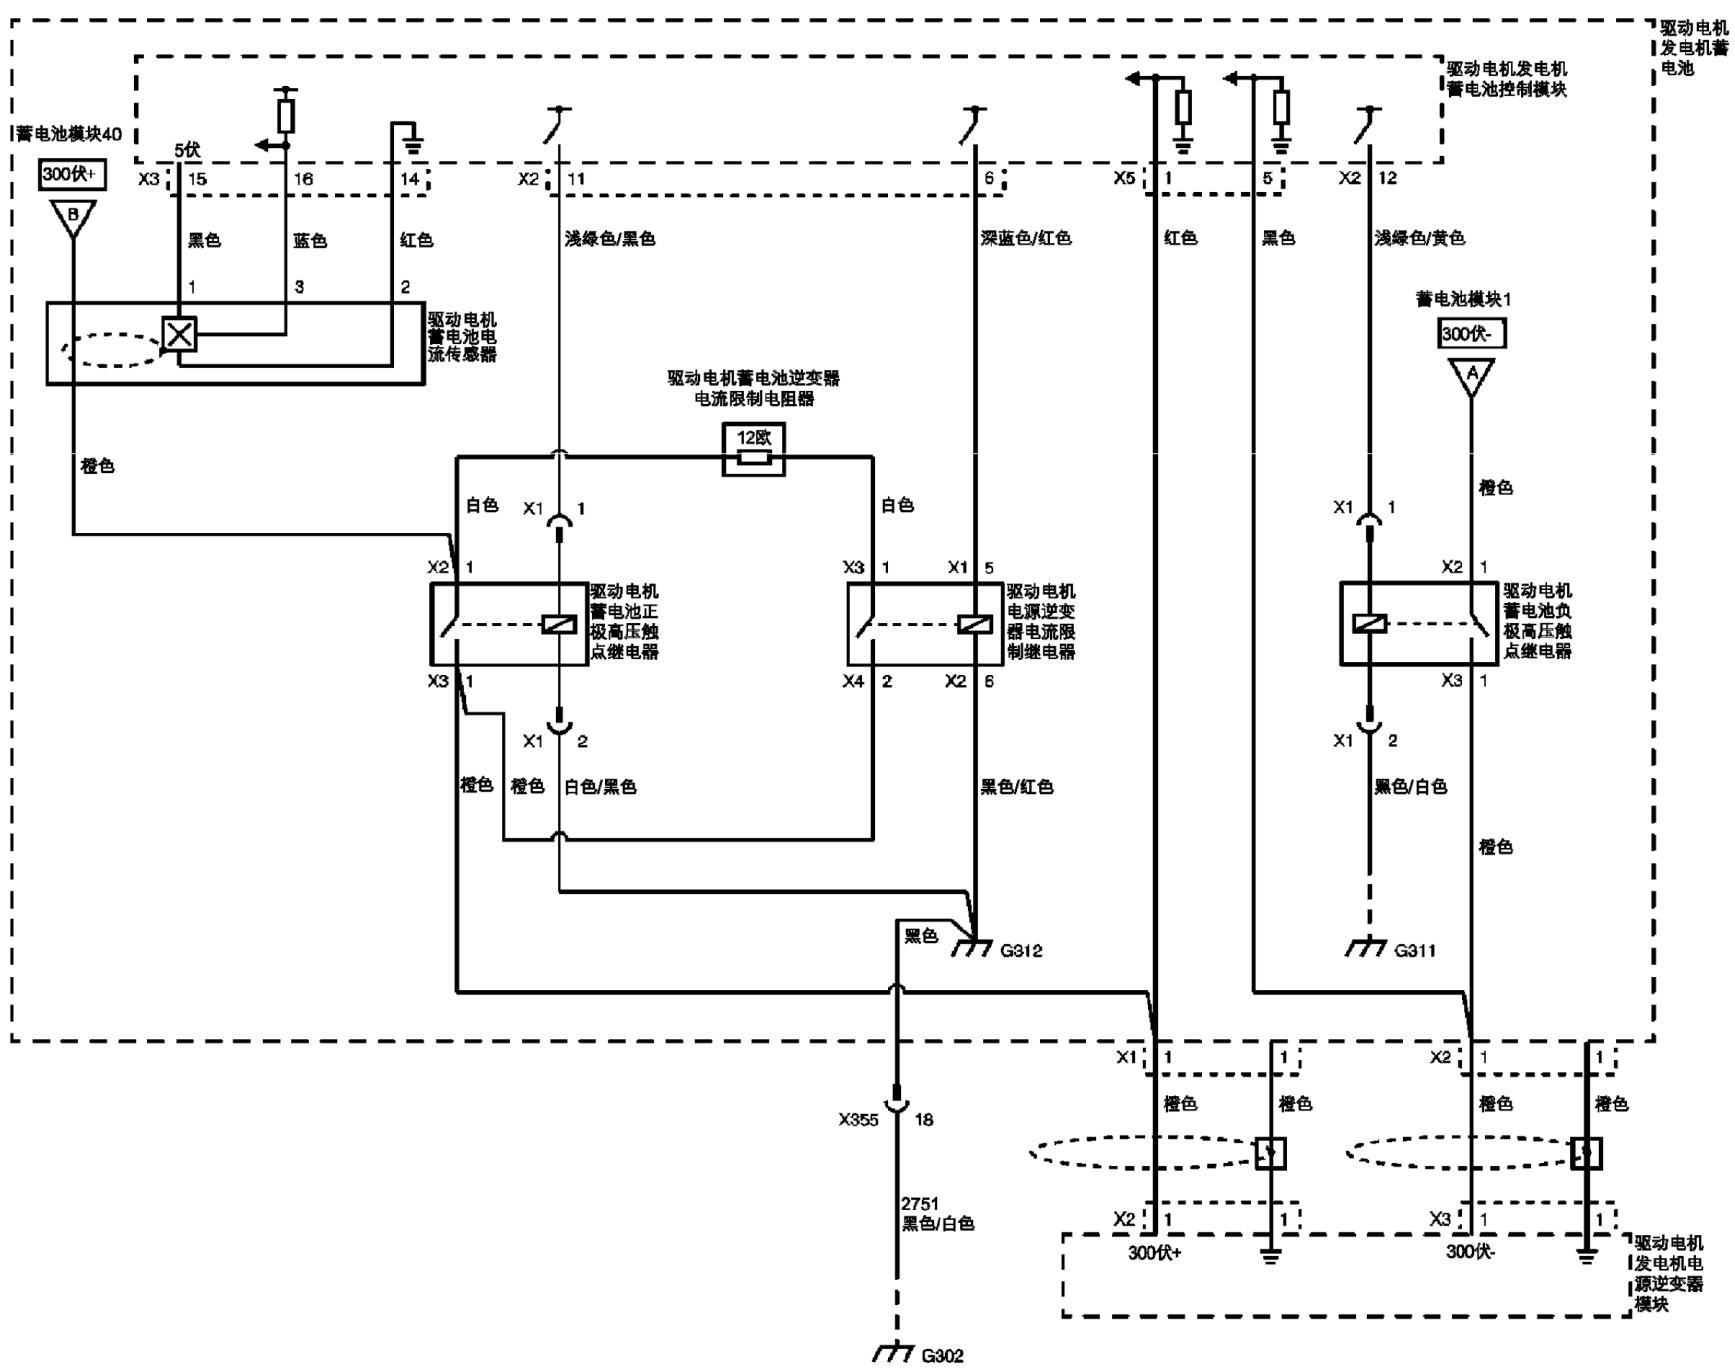 驱动电机
发电机蓄
电池
驱动电机发电机
蓄电池控制模块
蓄电池模块40
300伏+
B
5伏
X3 15 16 14
X2 11 6
X5 1 5
X2 12
黑色 蓝色 红色
浅绿色/黑色
深蓝色/红色
红色 黑色
浅绿色/黄色
1 3 2
驱动电机
蓄电池电
流传感器
蓄电池模块1
300伏-
A
驱动电机蓄电池逆变器
电流限制电阻器
12欧
橙色
白色
X1 1
白色
X1 1
橙色
X2 1
X3 1
X1 5
X2 1
驱动电机
蓄电池正
极高压触
点继电器
驱动电机
电源逆变
器电流限
制继电器
驱动电机
蓄电池负
极高压触
点继电器
X3 1
X4 2
X2 6
X3 1
X1 2
X1 2
橙色 橙色 白色/黑色
黑色/红色
黑色/白色
橙色
黑色
G312
G311
X1 1 1
X2 1 1
橙色 橙色 橙色 橙色
X355 18
2751
黑色/白色
X2 1 1
X3 1 1
300伏+
300伏-
驱动电机
发电机电
源逆变器
模块
G302